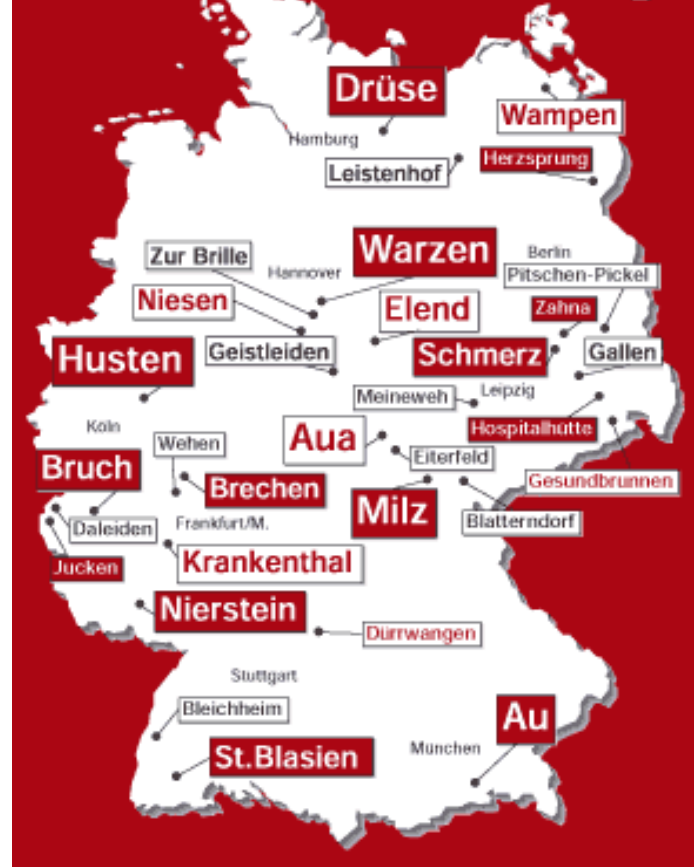 Drüse
Wampen
Hamburg
Leistenhof
Herzsprung
Warzen
Zur Brille
Hannover
Berlin
Pitschen-Pickel
Niesen
Elend
Zahna
Husten
Geistleiden
Schmerz
Gallen
Meineweh
Leipzig
Köln
Aua
Hospitalhütte
Wehen
Eiterfeld
Bruch
Brechen
Gesundbrunnen
Milz
Daleiden
Frankfurt/M.
Blatterndorf
Krankenthal
Jucken
Nierstein
Dürrwangen
Stuttgart
Bleichheim
Au
St.Blasien
München